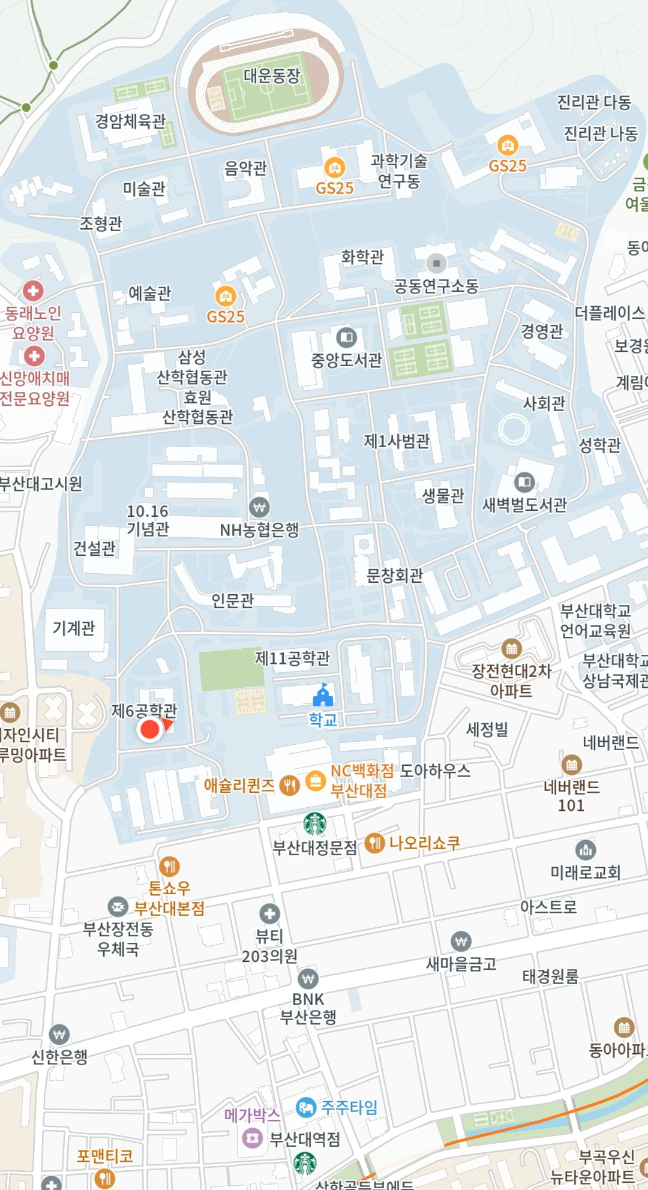 대운동장
진리관 다동
경암체육관
진리관 나동
과학기술
연구동
음악관
GS25
GS25
미술관
조형관
화학관
공동연구소동
예술관
GS25
동래노인
요양원
더플레이스
경영관
중앙도서관
삼성
산학협동관
효원
산학협동관
신망애치매
전문요양원
사회관
제1사범관
성학관
부산대고시원
생물관
새벽벌도서관
10.16
기념관
NH농협은행
건설관
문창회관
인문관
부산대학교
언어교육원
기계관
제11공학관
장전현대2차
아파트
제6공학관
학교
세정빌
네버랜드
NC백화점
부산대점
도아하우스
애슐리퀸즈
네버랜드
101
부산대정문점
나오리쇼쿠
미래로교회
톤쇼우
부산대본점
부산장전동
우체국
아스트로
뷰티
203의원
새마을금고
태경원룸
BNK
부산은행
신한은행
주주타임
메가박스
부산대역점
포맨티코
부곡우신
뉴타운아파트